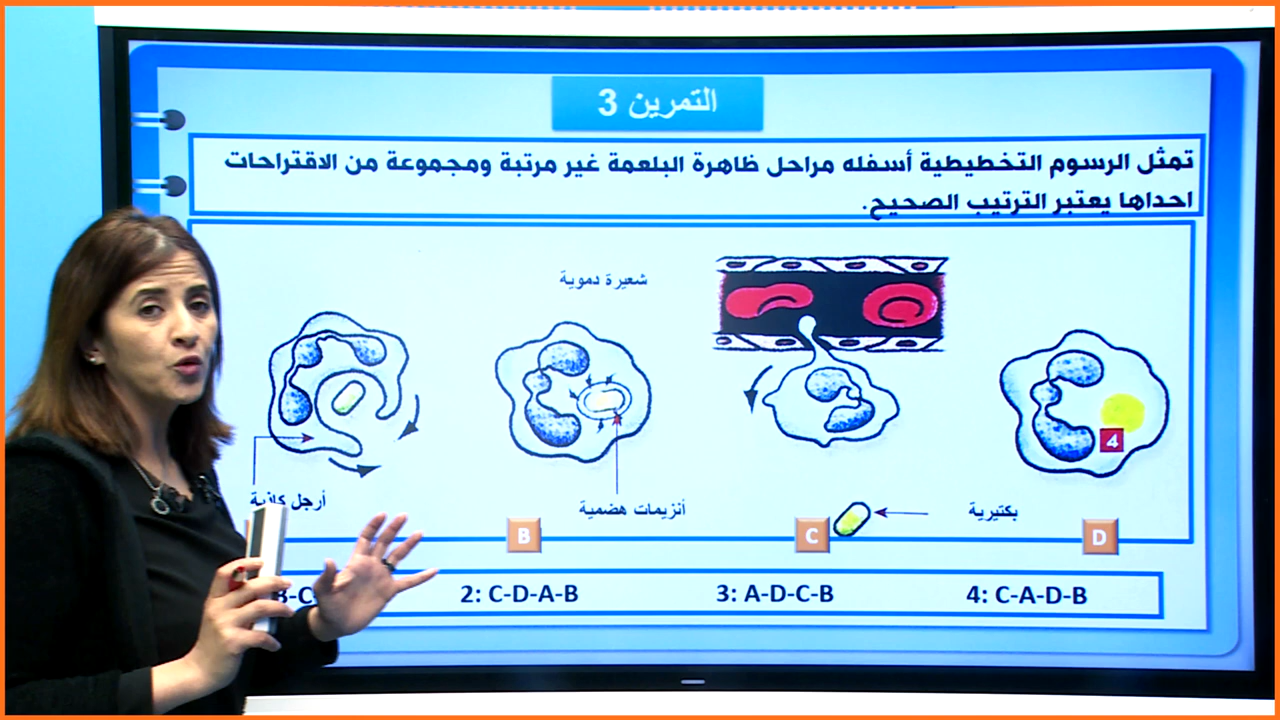 التمرين 3
تمثل الرسوم التخطيطية أسفله مراحل ظاهرة البلعمة غير مرتبة ومجموعة من الاقتراحات
احداها يعتبر الترتيب الصحيح.
شعيرة دموية
4
أرجل كاذبة
أنزيمات هضمية
بكتيرية
B
C
D
2: C-D-A-B
3: A-D-C-B
4: C-A-D-B